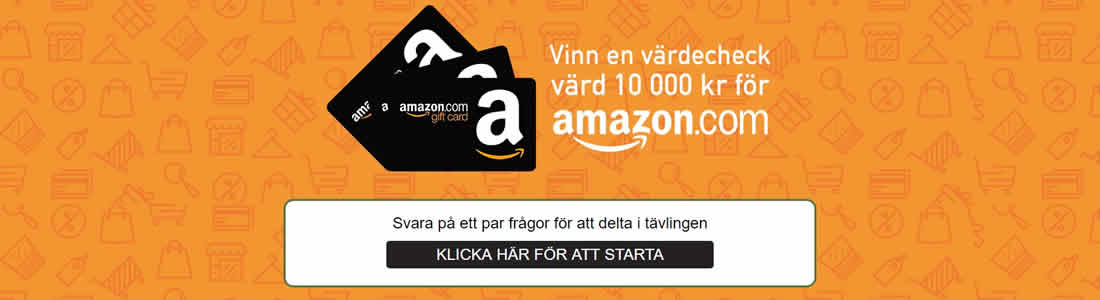 Vinn en värdecheck
värd 10 000 kr för
amazon.com
amazon.com
gift card
a
Svara på ett par frågor för att delta i tävlingen
KLICKA HÄR FÖR ATT STARTA